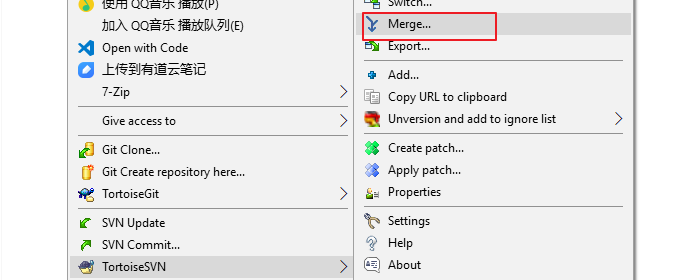 使用 QQ音乐 播放(P)
加入 QQ音乐 播放队列(E)
Open with Code
上传到有道云笔记
7-Zip
Give access to
Git Clone...
Git Create repository here...
TortoiseGit
SVN Update
SVN Commit...
TortoiseSVN
Switch...
Merge...
Export...
Add...
Copy URL to clipboard
Unversion and add to ignore list
Create patch...
Apply patch...
Properties
Settings
Help
About